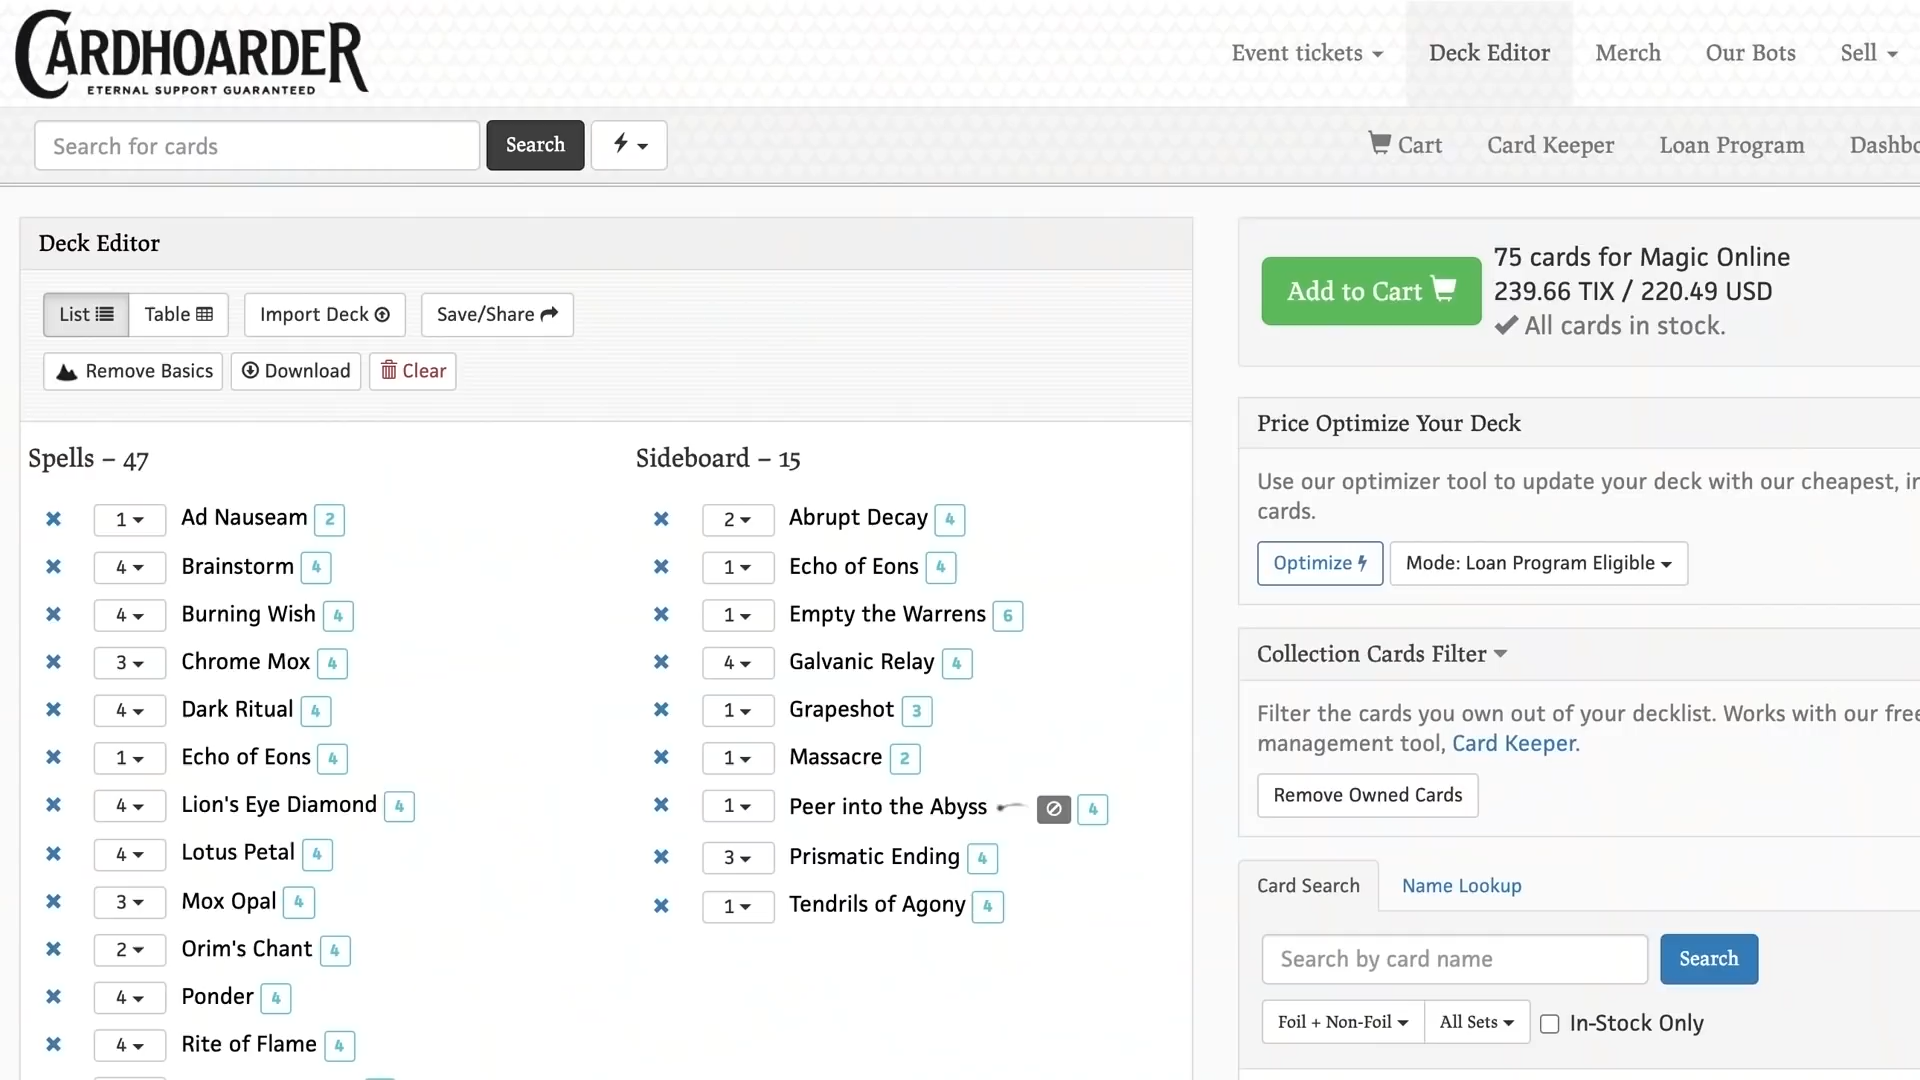 CARDHOARDER
ETERNAL SUPPORT GUARANTEED
Event tickets
Deck Editor
Merch
Our Bots
Sell
Search for cards
Search
Cart
Card Keeper
Loan Program
Dashbo
Deck Editor
List
Table
Import Deck
Save/Share
Remove Basics
Download
Clear
Spells – 47
1 Ad Nauseam 2
4 Brainstorm 4
4 Burning Wish 4
3 Chrome Mox 4
4 Dark Ritual 4
1 Echo of Eons 4
4 Lion's Eye Diamond 4
4 Lotus Petal 4
3 Mox Opal 4
2 Orim's Chant 4
4 Ponder 4
4 Rite of Flame 4
Sideboard – 15
2 Abrupt Decay 4
1 Echo of Eons 4
1 Empty the Warrens 6
4 Galvanic Relay 4
1 Grapeshot 3
1 Massacre 2
1 Peer into the Abyss 4
3 Prismatic Ending 4
1 Tendrils of Agony 4
Add to Cart
75 cards for Magic Online
239.66 TIX / 220.49 USD
All cards in stock.
Price Optimize Your Deck
Use our optimizer tool to update your deck with our cheapest, in
cards.
Optimize
Mode: Loan Program Eligible
Collection Cards Filter
Filter the cards you own out of your decklist. Works with our free
management tool, Card Keeper.
Remove Owned Cards
Card Search
Name Lookup
Search by card name
Search
Foil + Non-Foil
All Sets
In-Stock Only